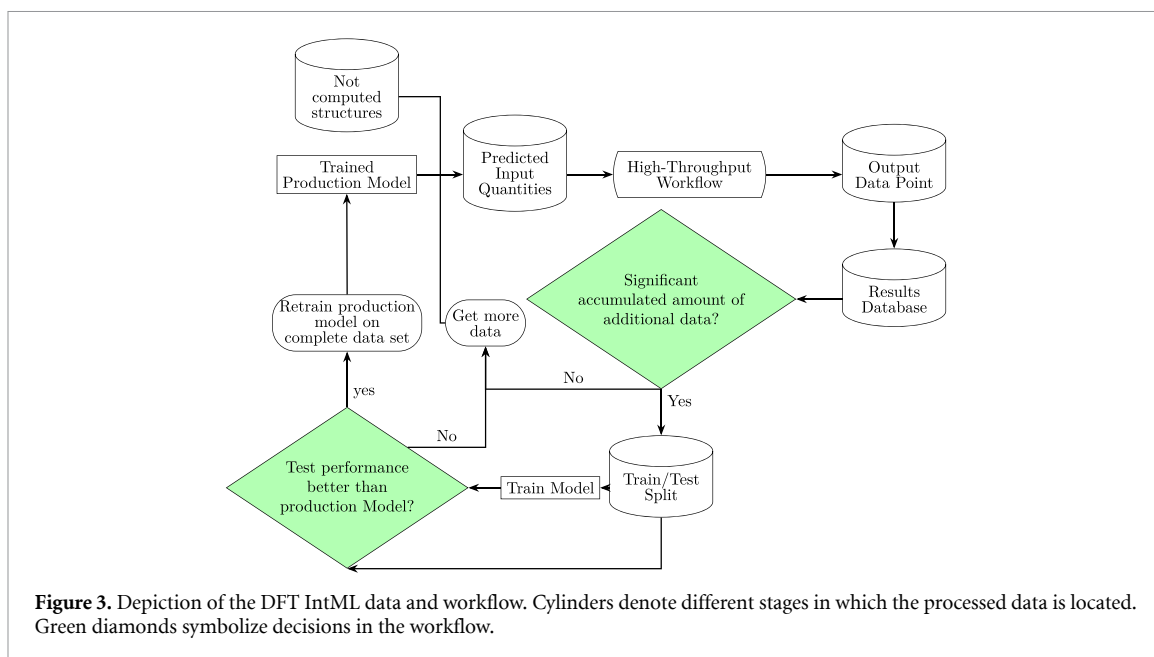 Not
computed
structures
Trained
Production Model
Predicted
Input
Quantities
High-Throughput
Workflow
Output
Data Point
Results
Database
Significant
accumulated amount of
additional data?
Retrain production
model on
complete data set
Get more
data
No
Yes
yes
No
Test performance
better than
production Model?
Train Model
Train/Test
Split
Figure 3. Depiction of the DFT IntML data and workflow. Cylinders denote different stages in which the processed data is located.
Green diamonds symbolize decisions in the workflow.